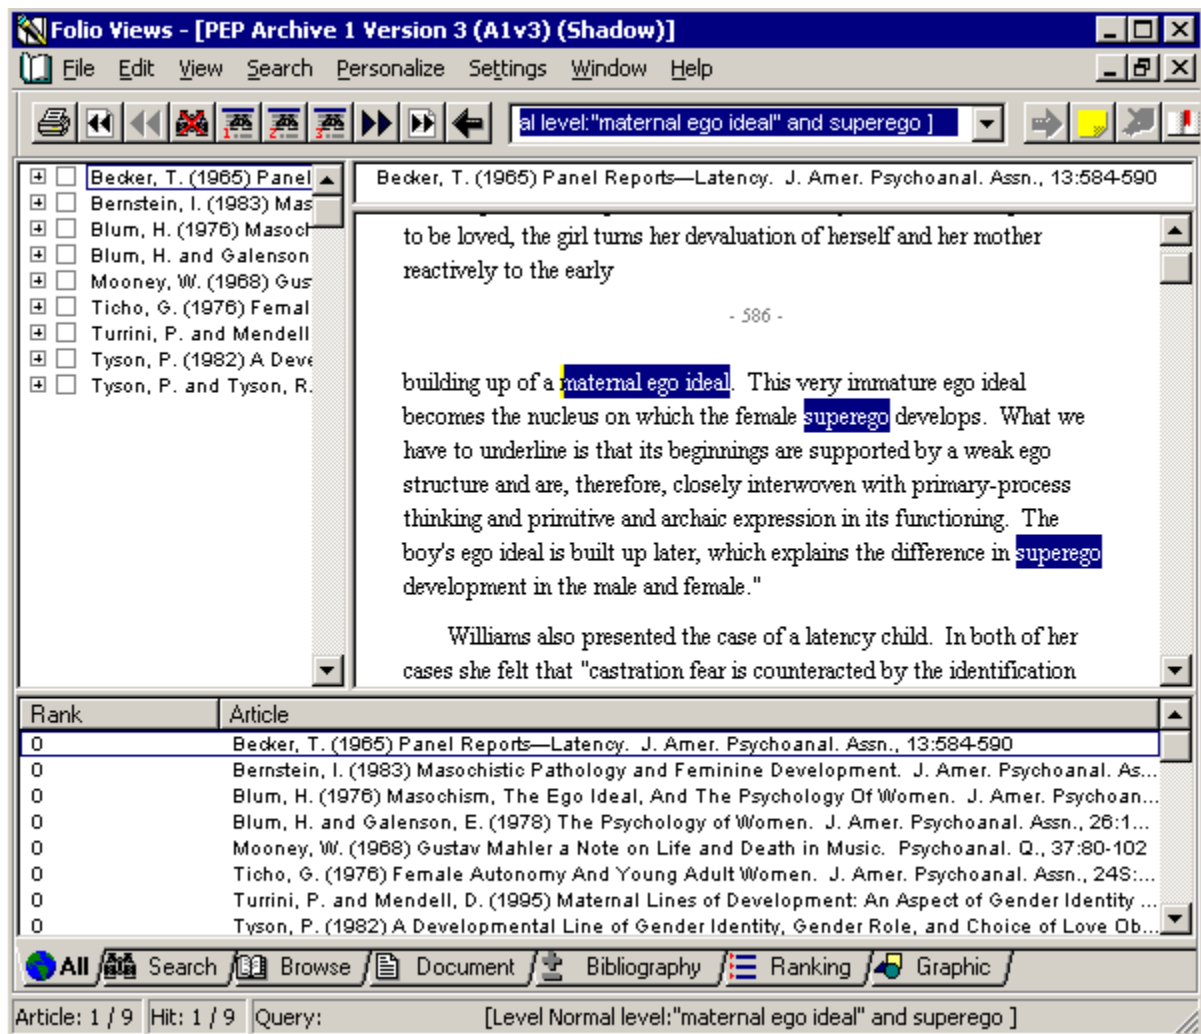 Folio Views - [PEP Archive 1 Version 3 (A1v3) (Shadow)]
File Edit View Search Personalize Settings Window Help
1 2 3 al level:"maternal ego ideal" and superego ]
Becker, T. (1965) Panel
Bernstein, I. (1983) Mas
Blum, H. (1976) Masoch
Blum, H. and Galenson
Mooney, W. (1968) Gus
Ticho, G. (1976) Femal
Turrini, P. and Mendell
Tyson, P. (1982) A Deve
Tyson, P. and Tyson, R.
Becker, T. (1965) Panel Reports—Latency. J. Amer. Psychoanal. Assn., 13:584-590
to be loved, the girl turns her devaluation of herself and her mother
reactively to the early
- 586 -
building up of a maternal ego ideal. This very immature ego ideal
becomes the nucleus on which the female superego develops. What we
have to underline is that its beginnings are supported by a weak ego
structure and are, therefore, closely interwoven with primary-process
thinking and primitive and archaic expression in its functioning. The
boy's ego ideal is built up later, which explains the difference in superego
development in the male and female."
Williams also presented the case of a latency child. In both of her
cases she felt that "castration fear is counteracted by the identification
Rank Article
0 Becker, T. (1965) Panel Reports—Latency. J. Amer. Psychoanal. Assn., 13:584-590
0 Bernstein, I. (1983) Masochistic Pathology and Feminine Development. J. Amer. Psychoanal. As...
0 Blum, H. (1976) Masochism, The Ego Ideal, And The Psychology Of Women. J. Amer. Psychoan...
0 Blum, H. and Galenson, E. (1978) The Psychology of Women. J. Amer. Psychoanal. Assn., 26:1...
0 Mooney, W. (1968) Gustav Mahler a Note on Life and Death in Music. Psychoanal. Q., 37:80-102
0 Ticho, G. (1976) Female Autonomy And Young Adult Women. J. Amer. Psychoanal. Assn., 24S:...
0 Turrini, P. and Mendell, D. (1995) Maternal Lines of Development: An Aspect of Gender Identity ...
0 Tyson, P. (1982) A Developmental Line of Gender Identity, Gender Role, and Choice of Love Ob...
All Search Browse Document Bibliography Ranking Graphic
Article: 1 / 9 Hit: 1 / 9 Query: [Level Normal level:"maternal ego ideal" and superego ]